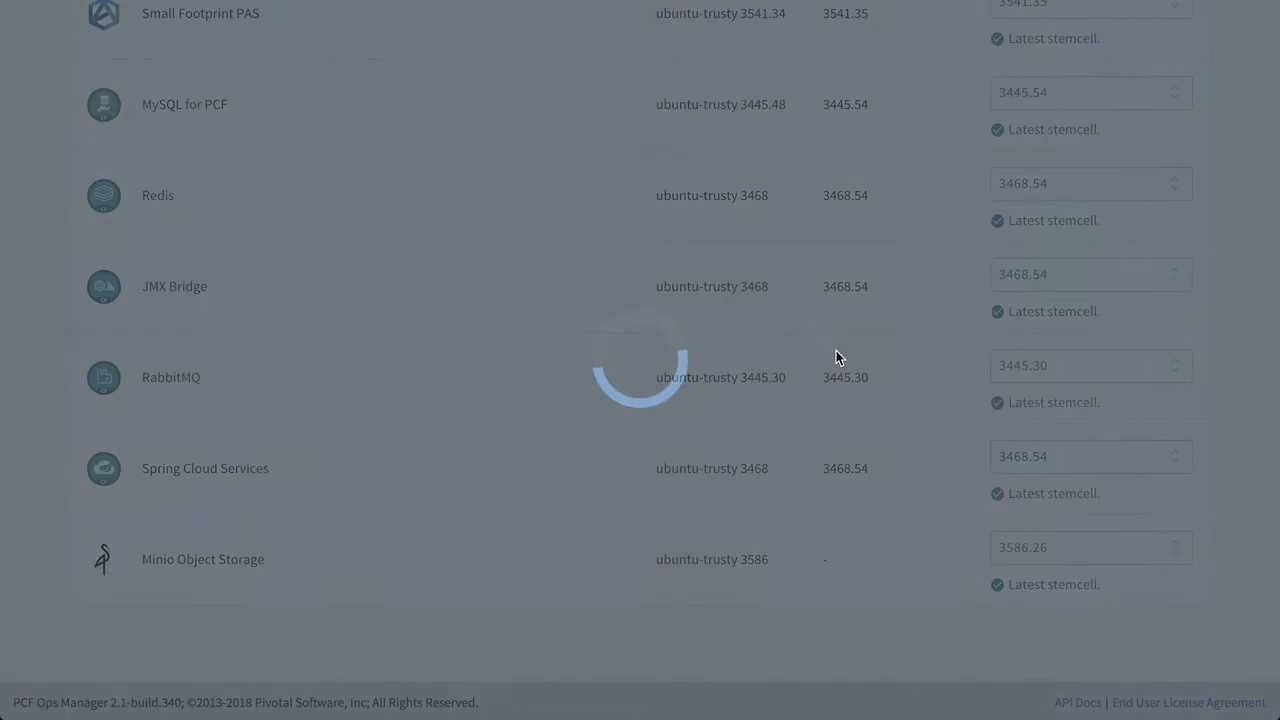 Small Footprint PAS ubuntu-trusty 3541.34 3541.35 3541.35
Latest stemcell.
MySQL for PCF ubuntu-trusty 3445.48 3445.54 3445.54
Latest stemcell.
Redis ubuntu-trusty 3468 3468.54 3468.54
Latest stemcell.
JMX Bridge ubuntu-trusty 3468 3468.54 3468.54
Latest stemcell.
RabbitMQ ubuntu-trusty 3445.30 3445.30 3445.30
Latest stemcell.
Spring Cloud Services ubuntu-trusty 3468 3468.54 3468.54
Latest stemcell.
Minio Object Storage ubuntu-trusty 3586 - 3586.26
Latest stemcell.
PCF Ops Manager 2.1-build.340; ©2013-2018 Pivotal Software, Inc; All Rights Reserved. API Docs | End User License Agreement